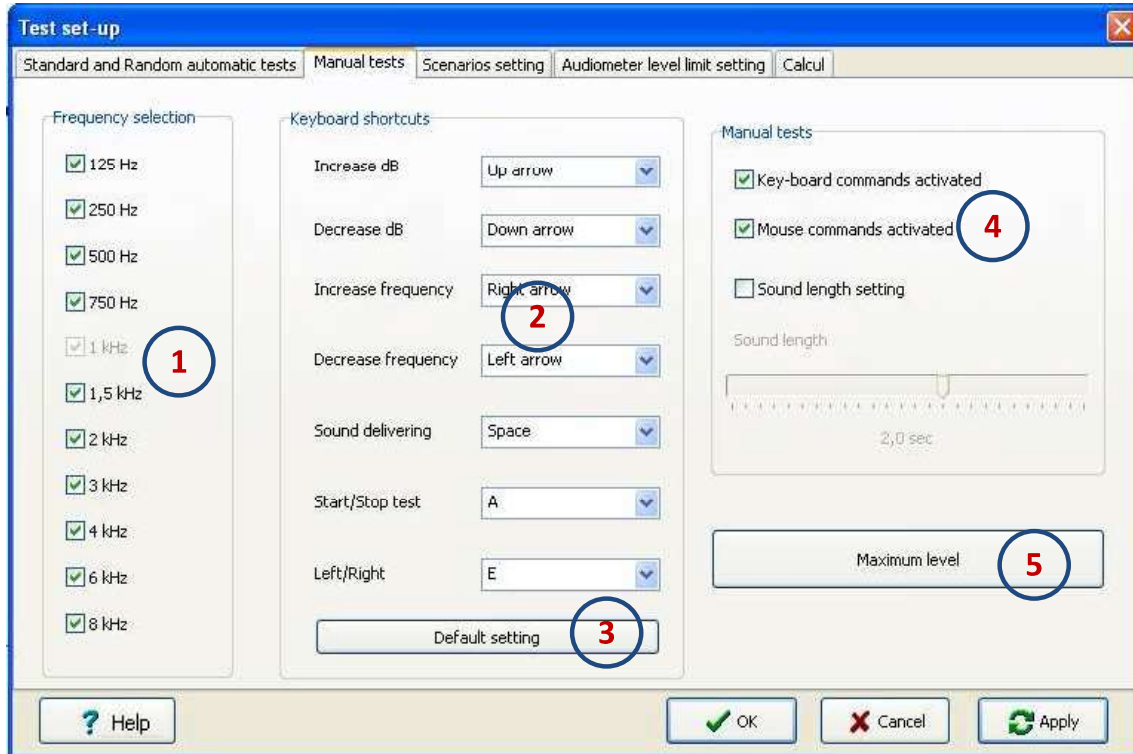 Test set-up
Standard and Random automatic tests
Manual tests
Scenarios setting
Audiometer level limit setting
Calcul
Frequency selection
125 Hz
250 Hz
500 Hz
750 Hz
1 kHz
1
1,5 kHz
2 kHz
3 kHz
4 kHz
6 kHz
8 kHz
Keyboard shortcuts
Increase dB Up arrow
Decrease dB Down arrow
Increase frequency Right arrow
2
Decrease frequency Left arrow
Sound delivering Space
Start/Stop test A
Left/Right E
Default setting 3
Manual tests
Key-board commands activated
Mouse commands activated 4
Sound length setting
Sound length
2,0 sec
Maximum level 5
? Help
OK
Cancel
Apply